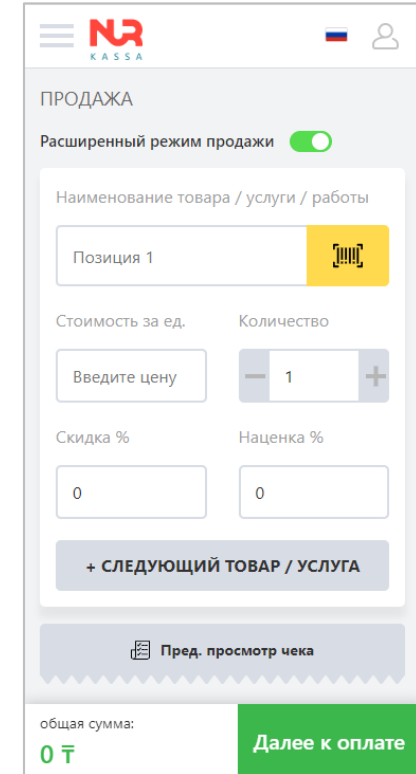 NUR
KASSA
ПРОДАЖА
Расширенный режим продажи
Наименование товара / услуги / работы
Позиция 1
Стоимость за ед. Количество
Введите цену — 1 +
Скидка % Наценка %
0 0
+ СЛЕДУЮЩИЙ ТОВАР / УСЛУГА
Пред. просмотр чека
общая сумма:
0 ₸ Далее к оплате